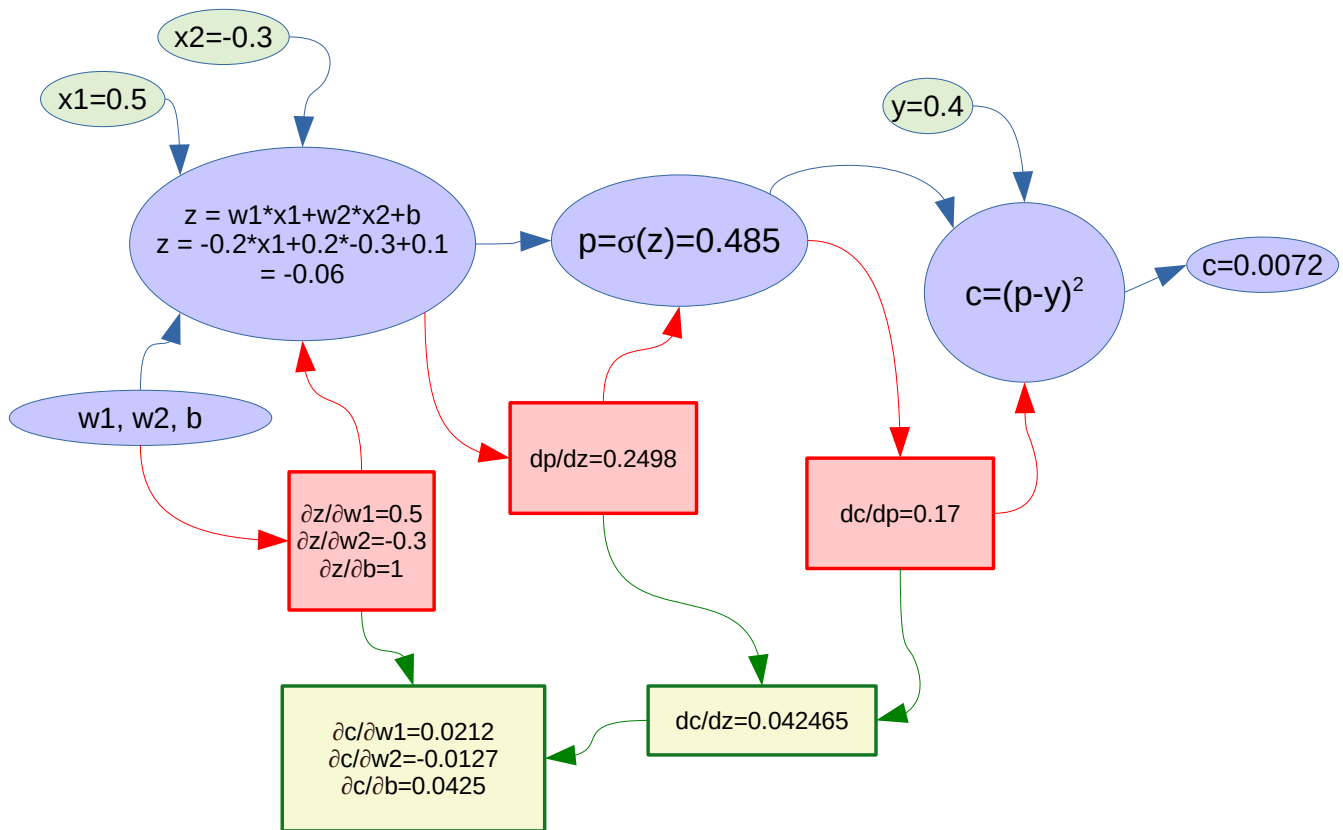 x2=-0.3
x1=0.5
y=0.4
z = w1*x1+w2*x2+b
z = -0.2*x1+0.2*-0.3+0.1
= -0.06
p=σ(z)=0.485
c=(p-y)²
c=0.0072
w1, w2, b
∂z/∂w1=0.5
∂z/∂w2=-0.3
∂z/∂b=1
dp/dz=0.2498
dc/dp=0.17
∂c/∂w1=0.0212
∂c/∂w2=-0.0127
∂c/∂b=0.0425
dc/dz=0.042465